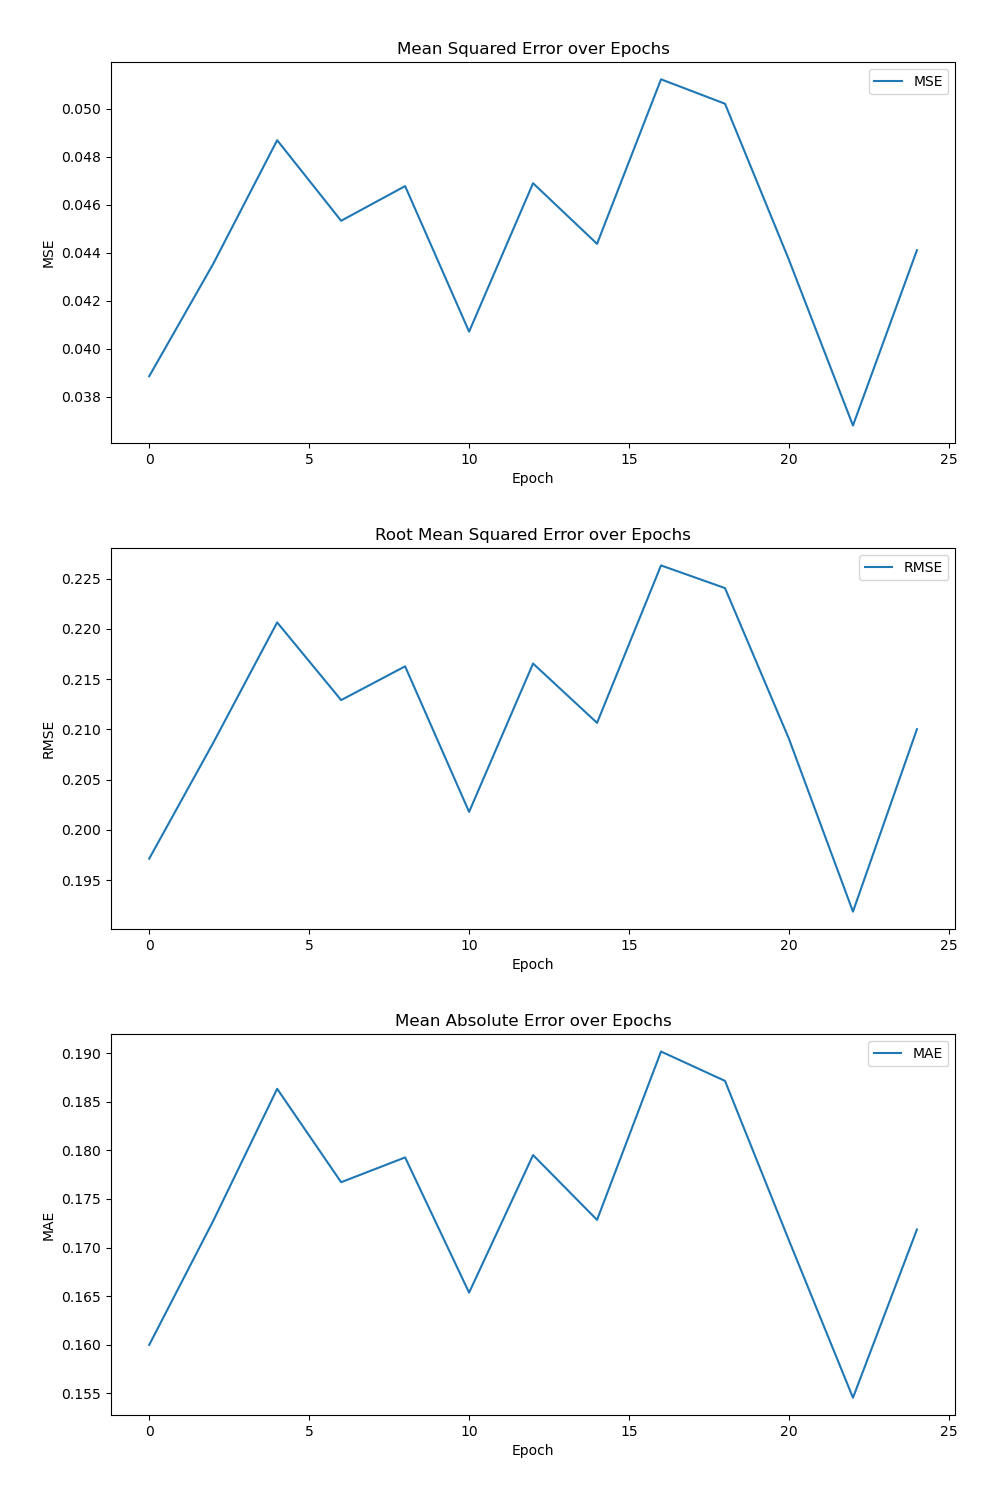 Mean Squared Error over Epochs
MSE
0.050
0.048
0.046
0.044
0.042
0.040
0.038
MSE
0 5 10 15 20 25
Epoch
Root Mean Squared Error over Epochs
RMSE
0.225
0.220
0.215
0.210
0.205
0.200
0.195
RMSE
0 5 10 15 20 25
Epoch
Mean Absolute Error over Epochs
MAE
0.190
0.185
0.180
0.175
0.170
0.165
0.160
0.155
MAE
0 5 10 15 20 25
Epoch